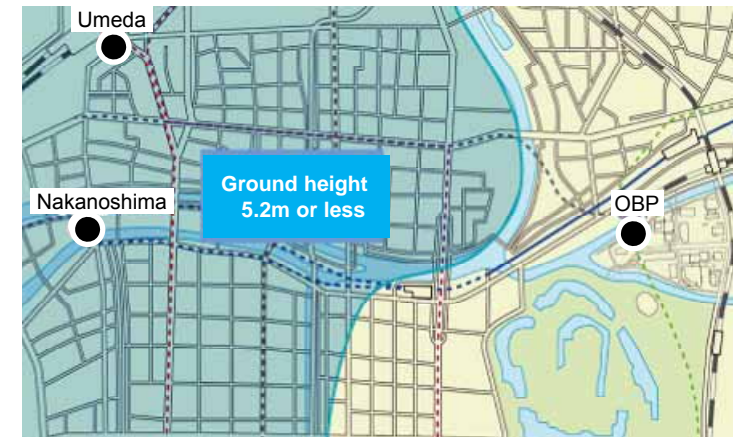 Umeda
Ground height
5.2m or less
Nakanoshima
OBP